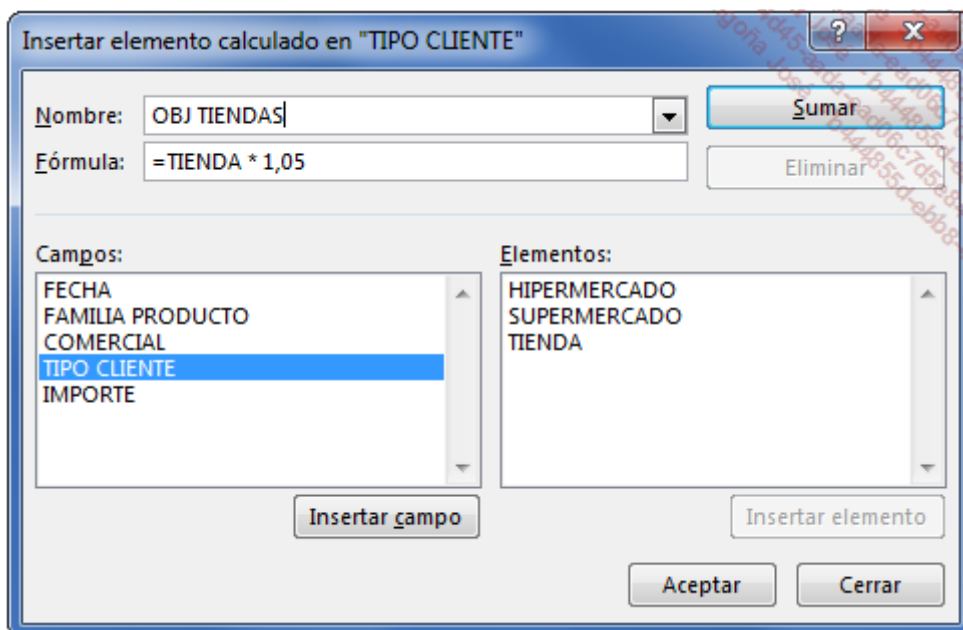 Insertar elemento calculado en "TIPO CLIENTE"
Nombre: OBJ TIENDAS Sumar
Fórmula: =TIENDA * 1,05 Eliminar
Campos: Elementos:
FECHA HIPERMERCADO
FAMILIA PRODUCTO SUPERMERCADO
COMERCIAL TIENDA
TIPO CLIENTE
IMPORTE
Insertar campo Insertar elemento
Aceptar Cerrar